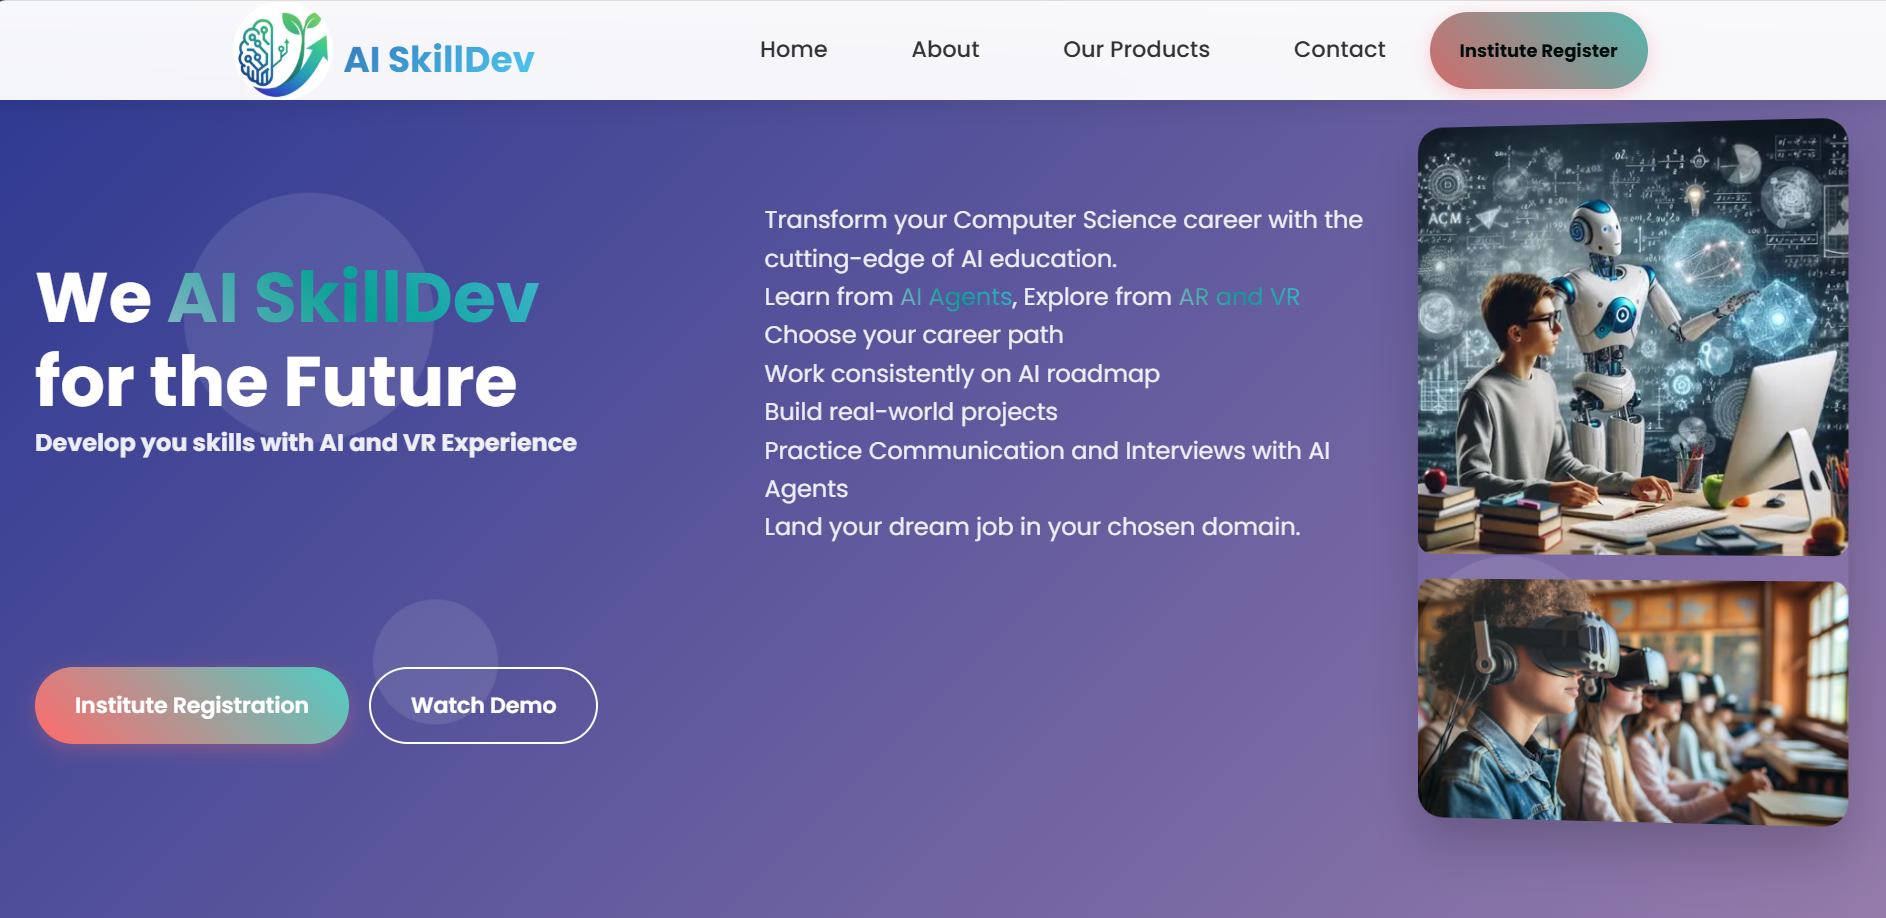 AI SkillDev
Home
About
Our Products
Contact
Institute Register
We AI SkillDev
for the Future
Develop you skills with AI and VR Experience
Institute Registration
Watch Demo
Transform your Computer Science career with the
cutting-edge of AI education.
Learn from AI Agents, Explore from AR and VR
Choose your career path
Work consistently on AI roadmap
Build real-world projects
Practice Communication and Interviews with AI
Agents
Land your dream job in your chosen domain.
ACM